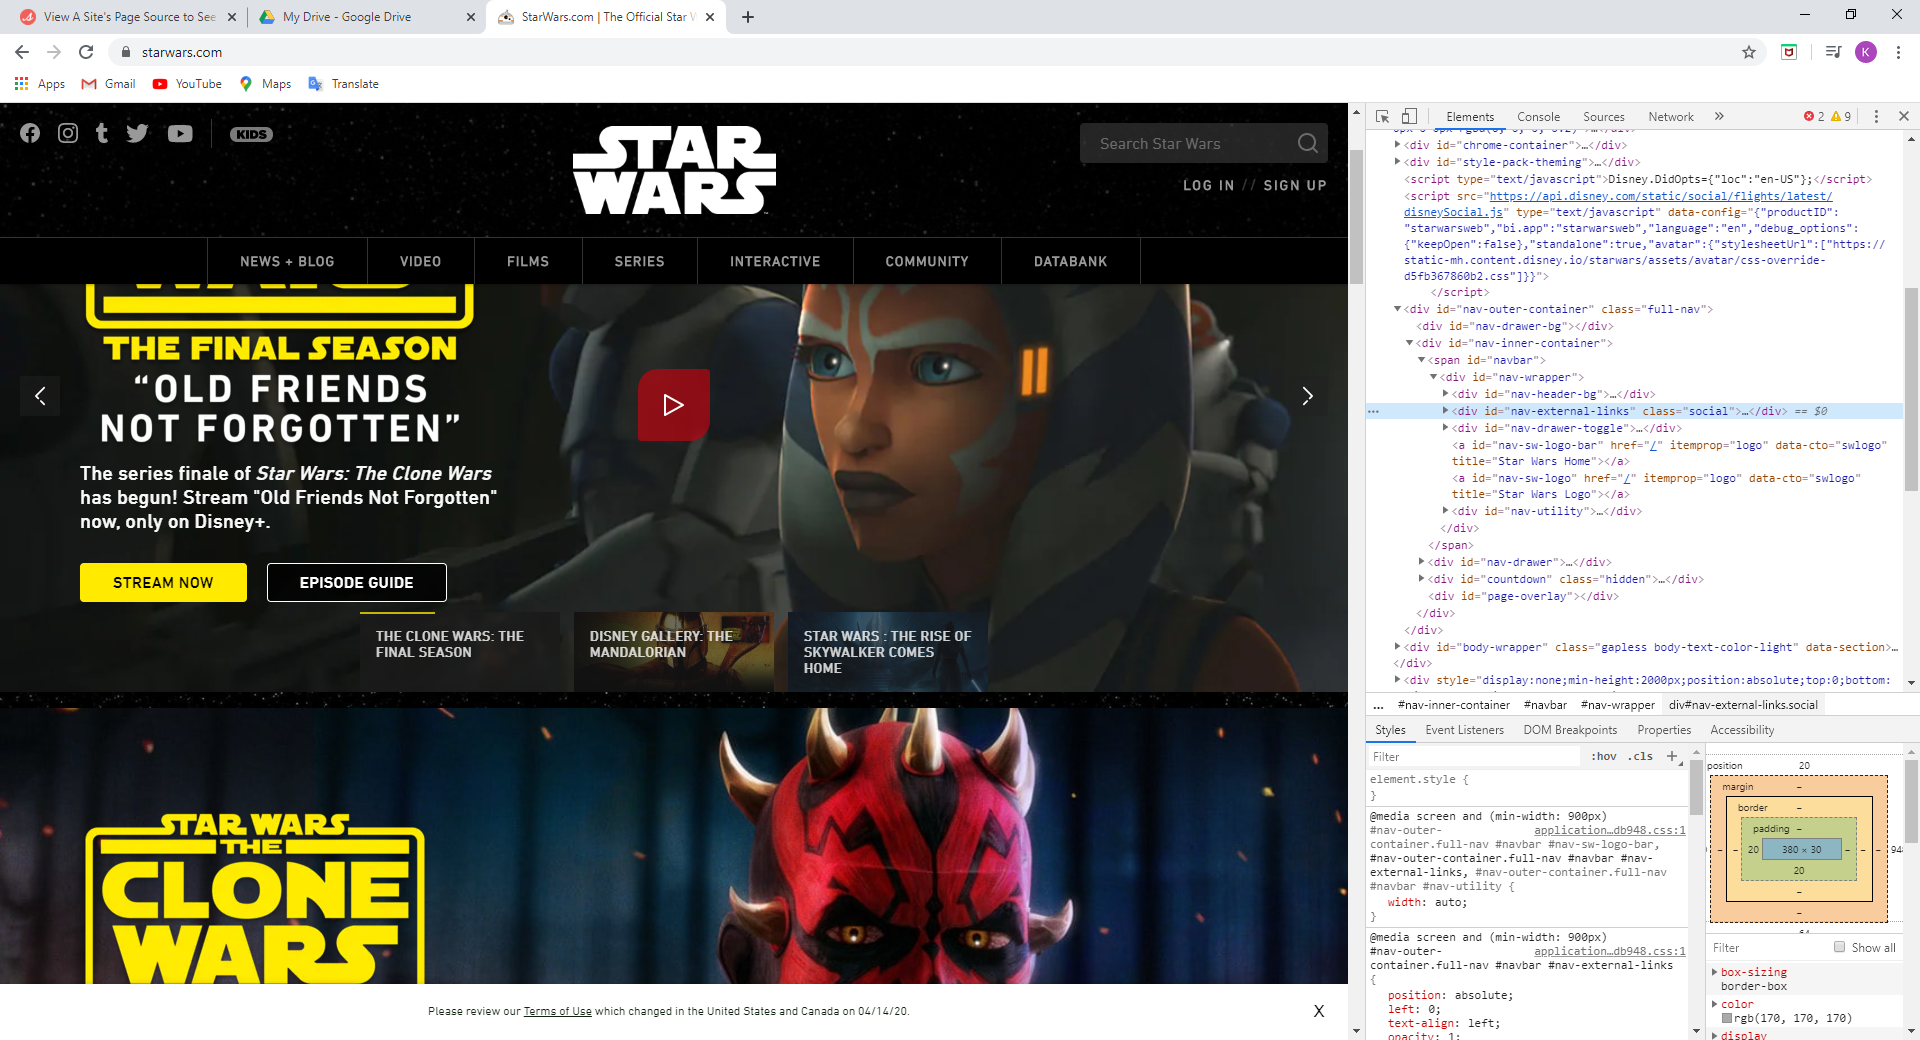 View A Site's Page Source to See
My Drive - Google Drive
StarWars.com | The Official Star W
starwars.com
K
Apps
Gmail
YouTube
Maps
Translate
KIDS
STAR
WARS
Search Star Wars
LOG IN // SIGN UP
NEWS + BLOG
VIDEO
FILMS
SERIES
INTERACTIVE
COMMUNITY
DATABANK
WARS
THE FINAL SEASON
“OLD FRIENDS
NOT FORGOTTEN”
The series finale of Star Wars: The Clone Wars
has begun! Stream "Old Friends Not Forgotten"
now, only on Disney+.
STREAM NOW
EPISODE GUIDE
THE CLONE WARS: THE
FINAL SEASON
DISNEY GALLERY: THE
MANDALORIAN
STAR WARS : THE RISE OF
SKYWALKER COMES
HOME
STAR WARS
THE
CLONE
WARS
Please review our Terms of Use which changed in the United States and Canada on 04/14/20.
X
Elements
Console
Sources
Network
»
2
9
<div id="chrome-container">…</div>
<div id="style-pack-theming">…</div>
<script type="text/javascript">Disney.DidOpts={"loc":"en-US"};</script>
<script src="https://api.disney.com/static/social/flights/latest/
disneySocial.js" type="text/javascript" data-config="{"productID":
"starwarsweb","bi.app":"starwarsweb","language":"en","debug_options":
{"keepOpen":false},"standalone":true,"avatar":{"stylesheetUrl":["https://
static-mh.content.disney.io/starwars/assets/avatar/css-override-
d5fb367860b2.css"]}}">
</script>
<div id="nav-outer-container" class="full-nav">
<div id="nav-drawer-bg"></div>
<div id="nav-inner-container">
<span id="navbar">
<div id="nav-wrapper">
<div id="nav-header-bg">…</div>
<div id="nav-external-links" class="social">…</div> == $0
<div id="nav-drawer-toggle">…</div>
<a id="nav-sw-logo-bar" href="/" itemprop="logo" data-cto="swlogo"
title="Star Wars Home"></a>
<a id="nav-sw-logo" href="/" itemprop="logo" data-cto="swlogo"
title="Star Wars Logo"></a>
<div id="nav-utility">…</div>
</div>
</span>
<div id="nav-drawer">…</div>
<div id="countdown" class="hidden">…</div>
<div id="page-overlay"></div>
</div>
</div>
<div id="body-wrapper" class="gapless body-text-color-light" data-section>…
</div>
<div style="display:none;min-height:2000px;position:absolute;top:0;bottom:
... #nav-inner-container #navbar #nav-wrapper div#nav-external-links.social
Styles
Event Listeners
DOM Breakpoints
Properties
Accessibility
Filter
:hov .cls +
element.style {
}
@media screen and (min-width: 900px)
#nav-outer- application…db948.css:1
container.full-nav #navbar #nav-sw-logo-bar,
#nav-outer-container.full-nav #navbar #nav-
external-links, #nav-outer-container.full-nav
#navbar #nav-utility {
width: auto;
}
@media screen and (min-width: 900px)
#nav-outer- application…db948.css:1
container.full-nav #navbar #nav-external-links
{
position: absolute;
left: 0;
text-align: left;
opacity: 1;
position 20
margin –
border –
padding –
– – 20 380 × 30 – – – 948
20
–
–
64
Filter
Show all
box-sizing
border-box
color
rgb(170, 170, 170)
display